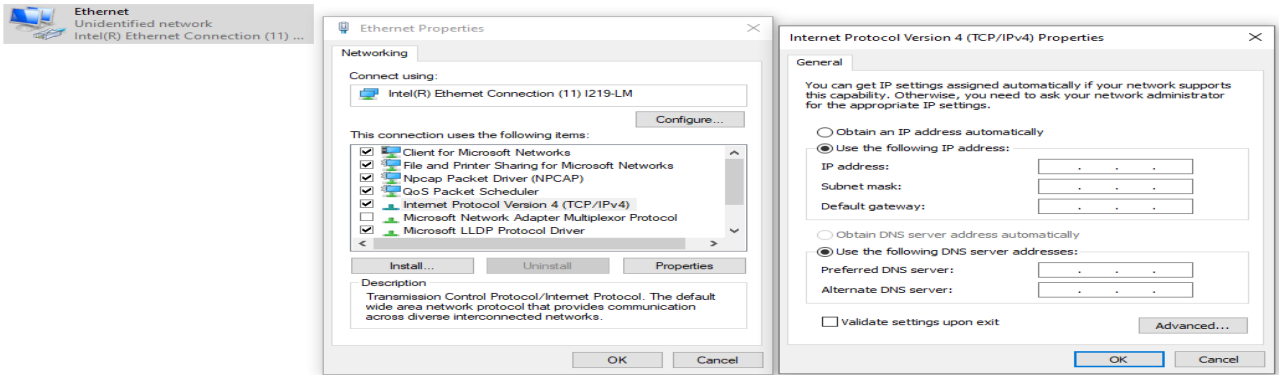 Ethernet
Unidentified network
Intel(R) Ethernet Connection (11) ...
Ethernet Properties
Networking
Connect using:
Intel(R) Ethernet Connection (11) I219-LM
Configure...
This connection uses the following items:
Client for Microsoft Networks
File and Printer Sharing for Microsoft Networks
Npcap Packet Driver (NPCAP)
QoS Packet Scheduler
Internet Protocol Version 4 (TCP/IPv4)
Microsoft Network Adapter Multiplexor Protocol
Microsoft LLDP Protocol Driver
Install...
Uninstall
Properties
Description
Transmission Control Protocol/Internet Protocol. The default
wide area network protocol that provides communication
across diverse interconnected networks.
OK
Cancel
Internet Protocol Version 4 (TCP/IPv4) Properties
General
You can get IP settings assigned automatically if your network supports
this capability. Otherwise, you need to ask your network administrator
for the appropriate IP settings.
Obtain an IP address automatically
Use the following IP address:
IP address:
Subnet mask:
Default gateway:
Obtain DNS server address automatically
Use the following DNS server addresses:
Preferred DNS server:
Alternate DNS server:
Validate settings upon exit
Advanced...
OK
Cancel